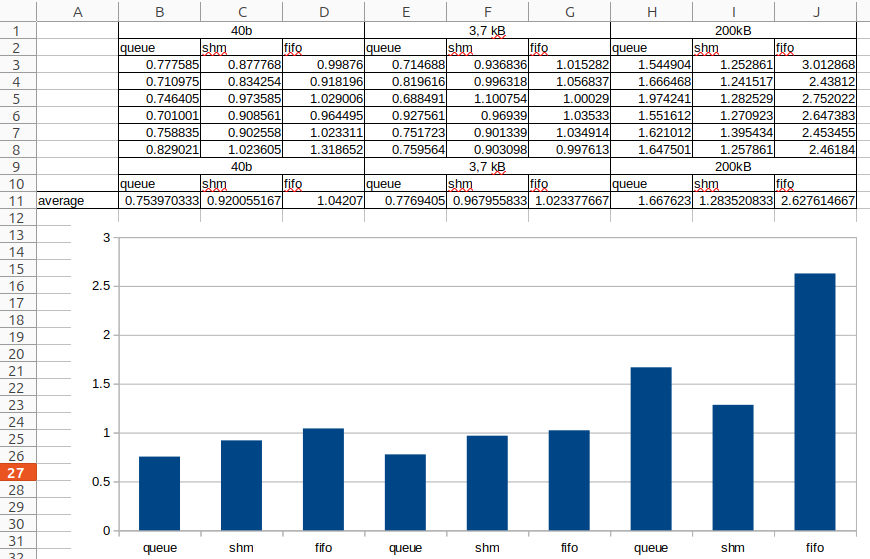 A B C D E F G H I J
1 40b 3,7 kB 200kB
2 queue shm fifo queue shm fifo queue shm fifo
3 0.777585 0.877768 0.99876 0.714688 0.936836 1.015282 1.544904 1.252861 3.012868
4 0.710975 0.834254 0.918196 0.819616 0.996318 1.056837 1.666468 1.241517 2.43812
5 0.746405 0.973585 1.029006 0.688491 1.100754 1.00029 1.974241 1.282529 2.752022
6 0.701001 0.908561 0.964495 0.927561 0.96939 1.03533 1.551612 1.270923 2.647383
7 0.758835 0.902558 1.023311 0.751723 0.901339 1.034914 1.621012 1.395434 2.453455
8 0.829021 1.023605 1.318652 0.759564 0.903098 0.997613 1.647501 1.257861 2.46184
9 40b 3,7 kB 200kB
10 queue shm fifo queue shm fifo queue shm fifo
11 average 0.753970333 0.920055167 1.04207 0.7769405 0.967955833 1.023377667 1.667623 1.283520833 2.627614667
12
13 3
14
15
16 2.5
17
18
19 2
20
21
22 1.5
23
24
25 1
26
27
28 0.5
29
30
31 0
32 queue shm fifo queue shm fifo queue shm fifo